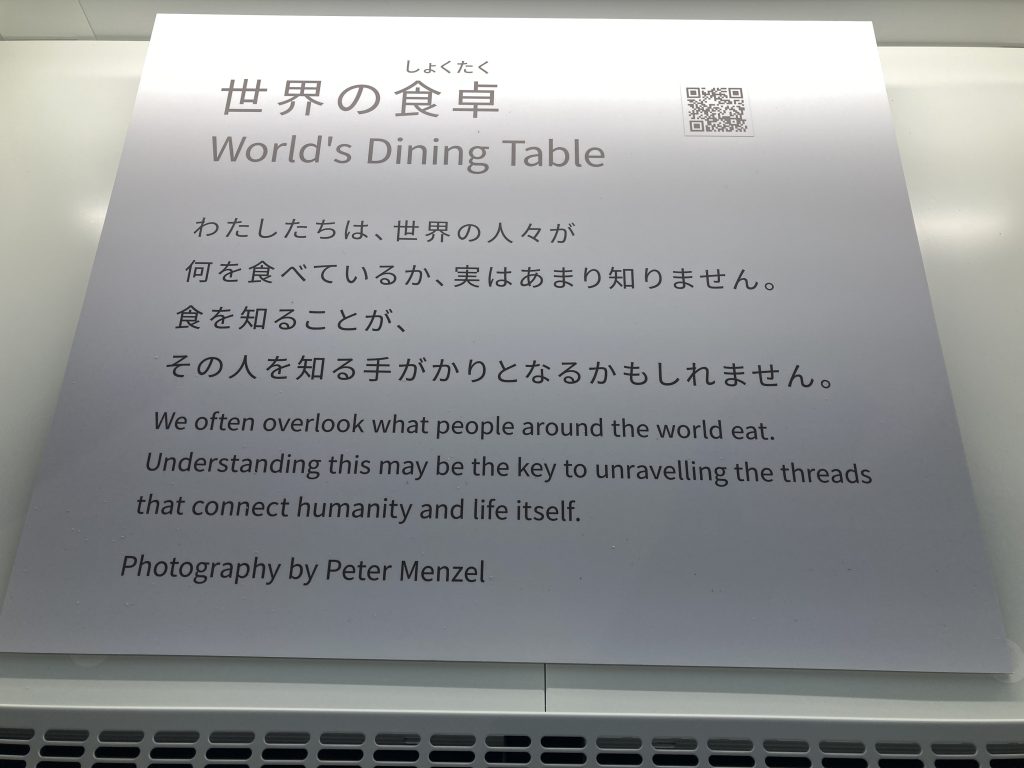 しょくたく
世界の食卓
World's Dining Table
わたしたちは、世界の人々が
何を食べているか、実はあまり知りません。
食を知ることが、
その人を知る手がかりとなるかもしれません。
We often overlook what people around the world eat.
Understanding this may be the key to unravelling the threads
that connect humanity and life itself.
Photography by Peter Menzel